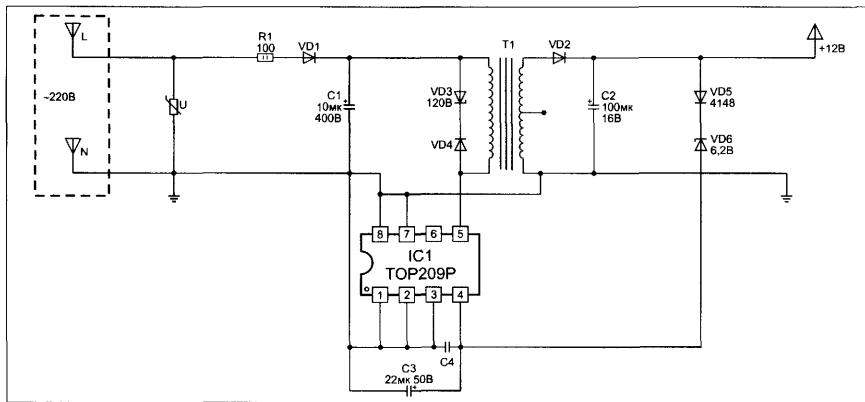 L
~220В
N
U
R1
100
VD1
C1
10мк
400В
VD3
120В
VD4
T1
VD2
C2
100мк
16В
VD5
4148
VD6
6,2В
+12В
8 7 6 5
IC1
TOP209P
1 2 3 4
C4
C3
22мк 50В